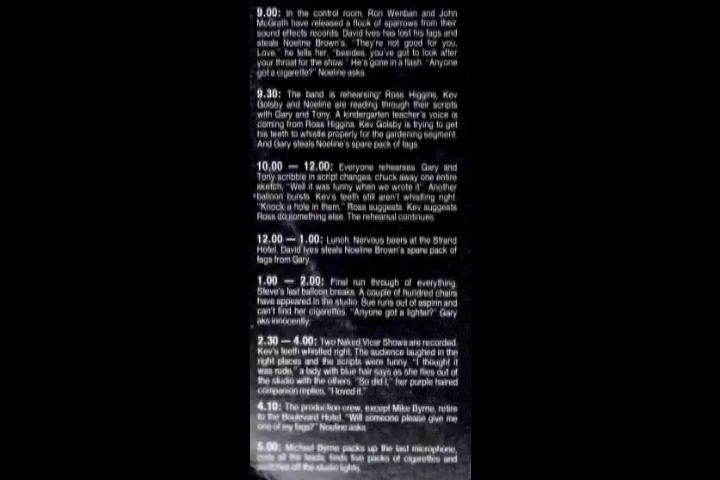 9.00: In the control room, Ron Wenban and John
McGrath have released a flock of sparrows from their
sound effects records. David Ives has lost his fags and
steals Noeline Brown's. "They're not good for you,
Love," he tells her, "besides, you've got to look after
your throat for the show." He's gone in a flash. "Anyone
got a cigarette?" Noeline asks.
9.30: The band is rehearsing. Ross Higgins, Kev
Golsby and Noeline are reading through their scripts
with Gary and Tony. A kindergarten teacher's voice is
coming from Ross Higgins. Kev Golsby is trying to get
his teeth to whistle properly for the gardening segment.
And Gary steals Noeline's spare pack of fags.
10.00 — 12.00: Everyone rehearses. Gary and
Tony scribble in script changes, chuck away one entire
sketch, "Well it was funny when we wrote it". Another
balloon bursts. Kev's teeth still aren't whistling right.
"Knock a hole in them," Ross suggests. Kev suggests
Ross do something else. The rehearsal continues.
12.00 — 1.00: Lunch. Nervous beers at the Strand
Hotel. David Ives steals Noeline Brown's spare pack of
fags from Gary.
1.00 — 2.00: Final run through of everything.
Steve's last balloon breaks. A couple of hundred chairs
have appeared in the studio. Sue runs out of aspirin and
can't find her cigarettes. "Anyone got a lighter?" Gary
aks innocently.
2.30 — 4.00: Two Naked Vicar Shows are recorded.
Kev's teeth whistled right. The audience laughed in the
right places and the scripts were funny. "I thought it
was rude," a lady with blue hair says as she files out of
the studio with the others. "So did I," her purple haired
companion replies, "I loved it."
4.10: The production crew, except Mike Byrne, retire
to the Boulevard Hotel. "Will someone please give me
one of my fags?" Noeline asks.
5.00: Michael Byrne packs up the last microphone,
coils all the leads, finds five packs of cigarettes and
switches off the studio lights.